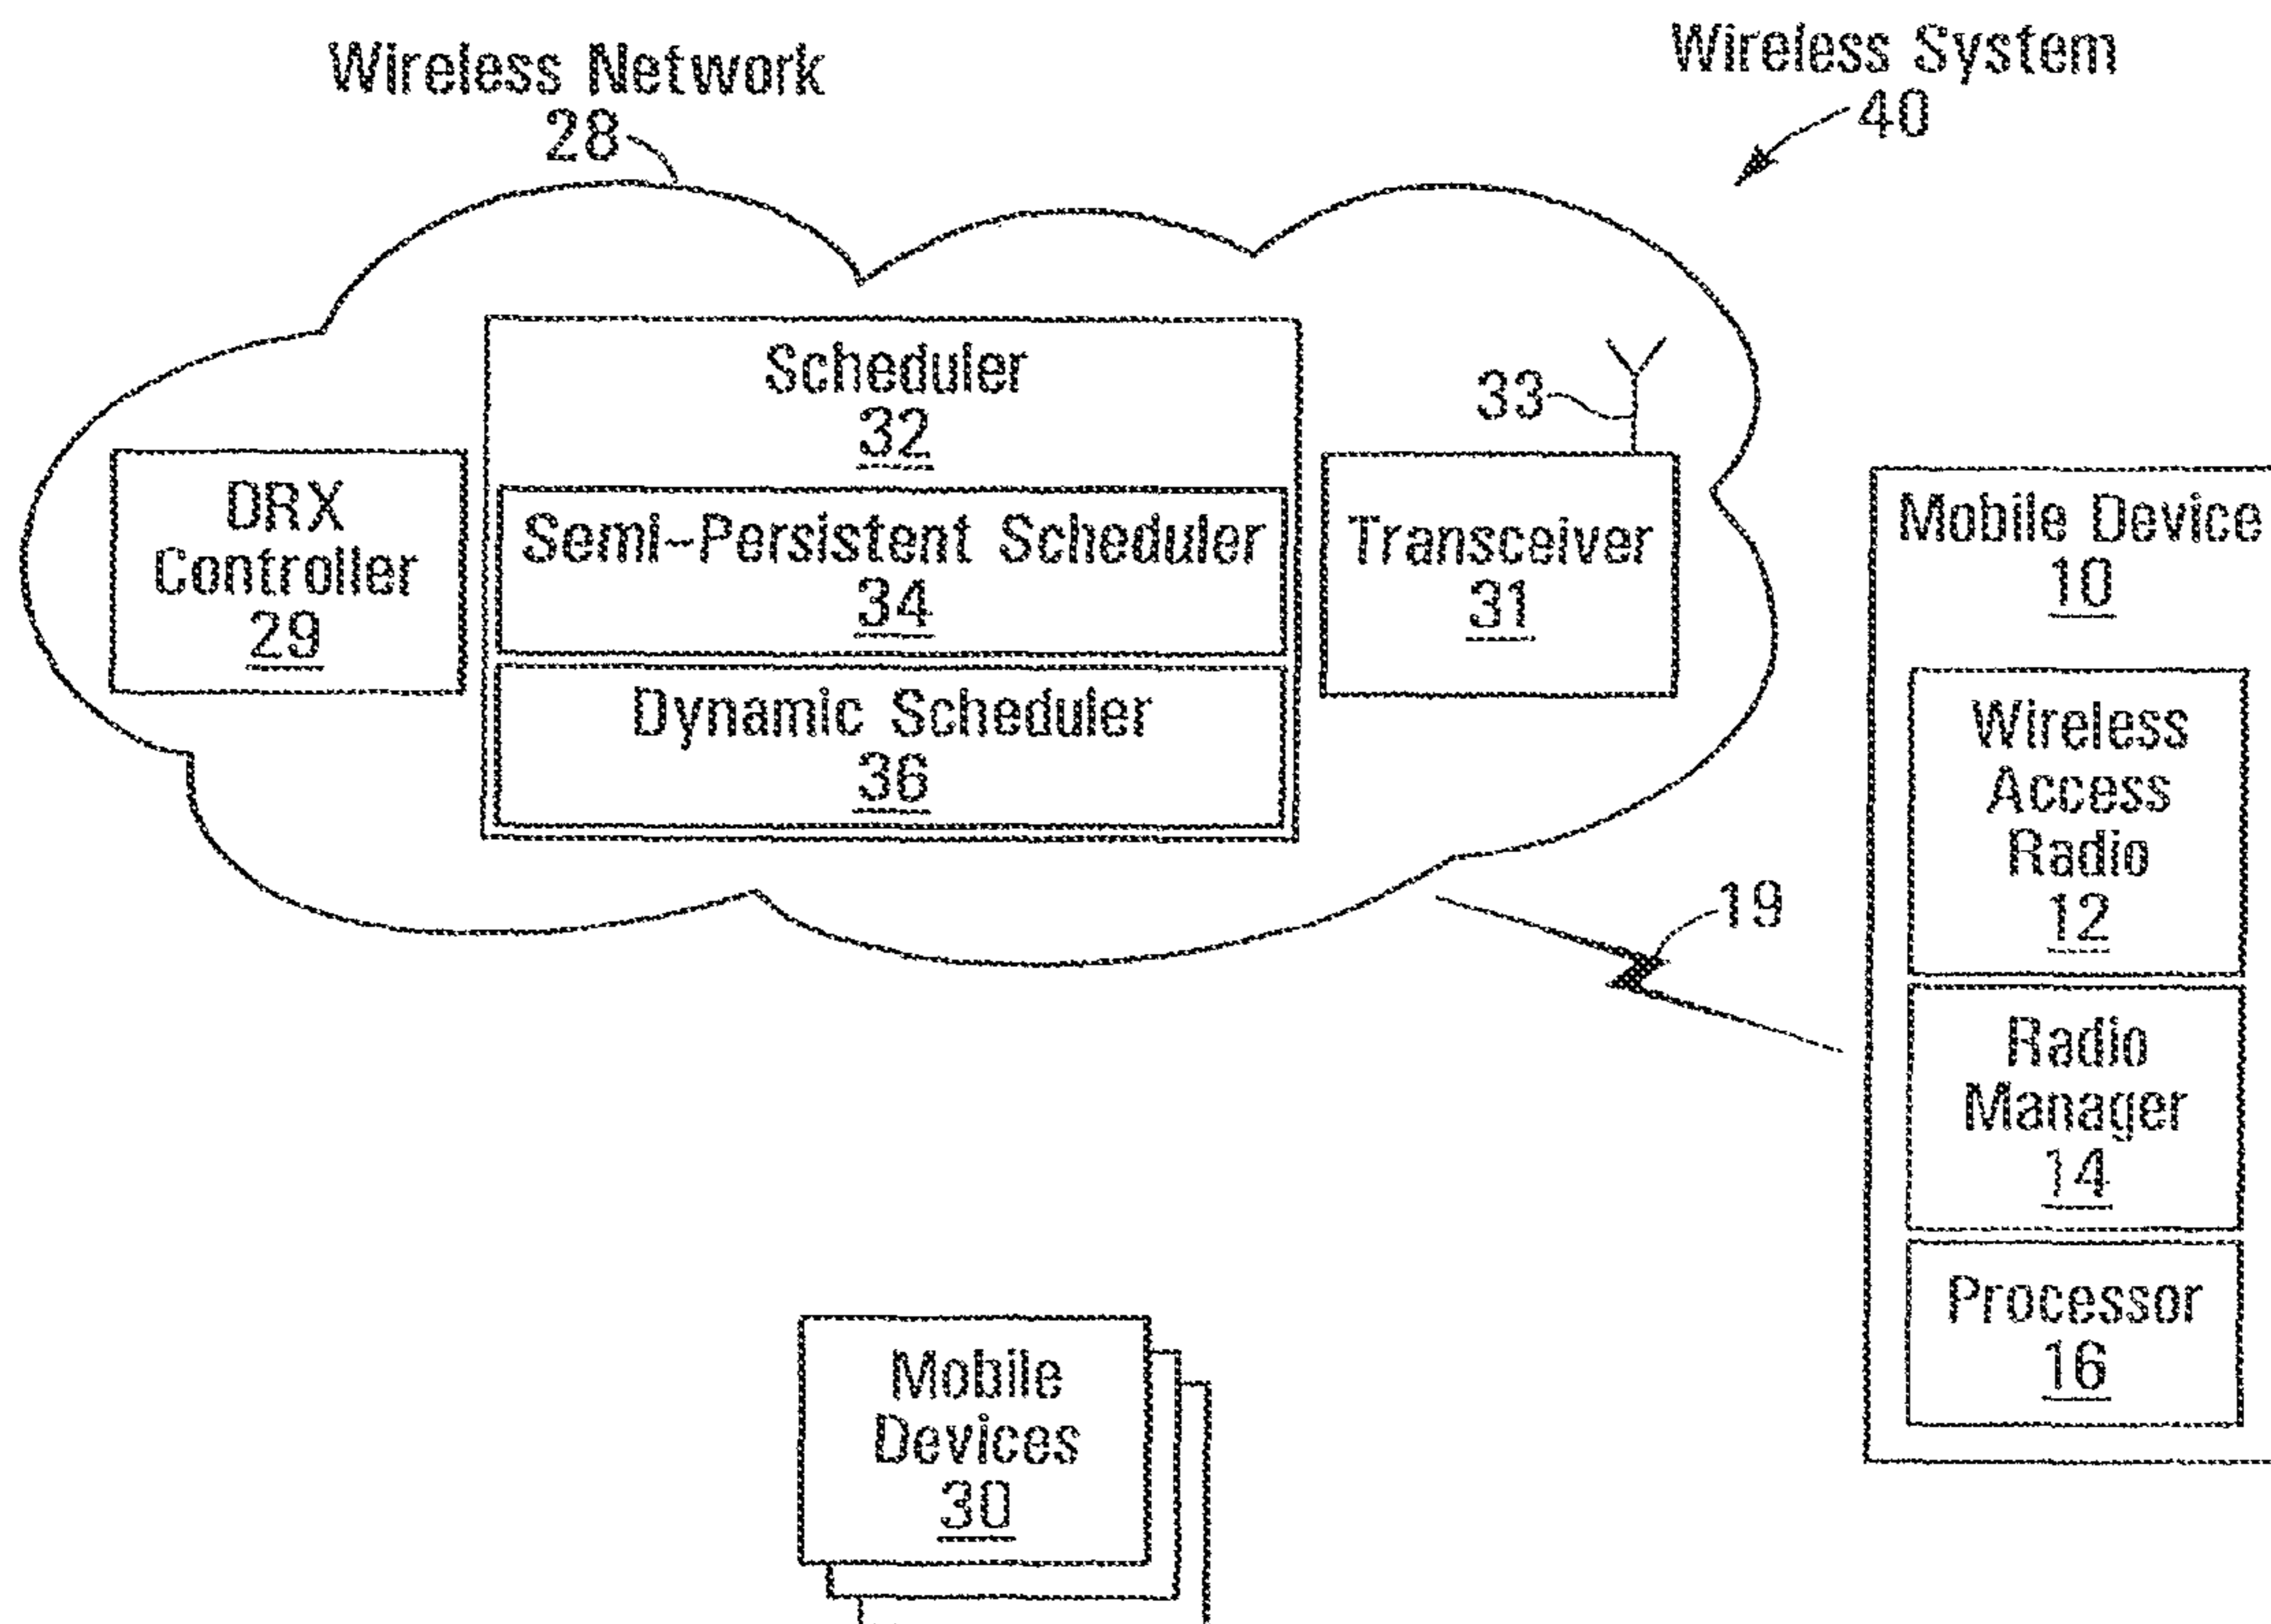 Wireless Network
28
Wireless System
40
Scheduler
32
33
DRX
Controller
29
Semi-Persistent Scheduler
34
Transceiver
31
Dynamic Scheduler
36
Mobile Device
10
Wireless
Access
Radio
12
19
Radio
Manager
14
Processor
16
Mobile
Devices
30